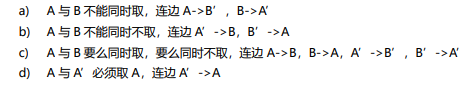 a) A 与 B 不能同时取，连边 A->B’，B->A’
b) A 与 B 不能同时不取，连边 A’->B，B’->A
c) A 与 B 要么同时取，要么同时不取，连边 A->B，B->A，A’->B’，B’->A’
d) A 与 A’必须取 A，连边 A’->A